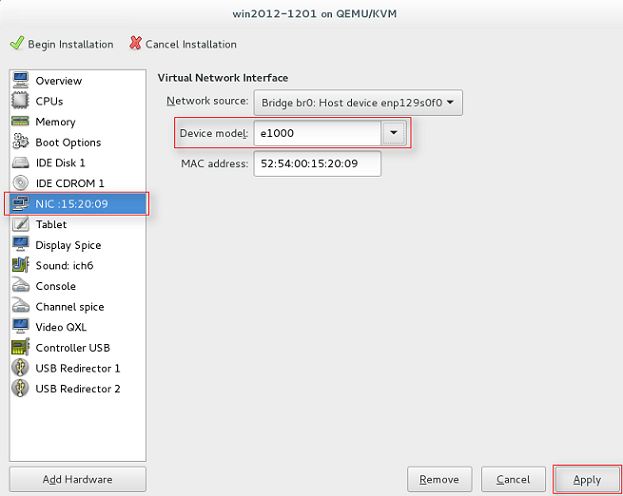 win2012-1201 on QEMU/KVM
Begin Installation
Cancel Installation
Overview
CPUs
Memory
Boot Options
IDE Disk 1
IDE CDROM 1
NIC :15:20:09
Tablet
Display Spice
Sound: ich6
Console
Channel spice
Video QXL
Controller USB
USB Redirector 1
USB Redirector 2
Add Hardware
Virtual Network Interface
Network source: Bridge br0: Host device enp129s0f0
Device model: e1000
MAC address: 52:54:00:15:20:09
Remove
Cancel
Apply